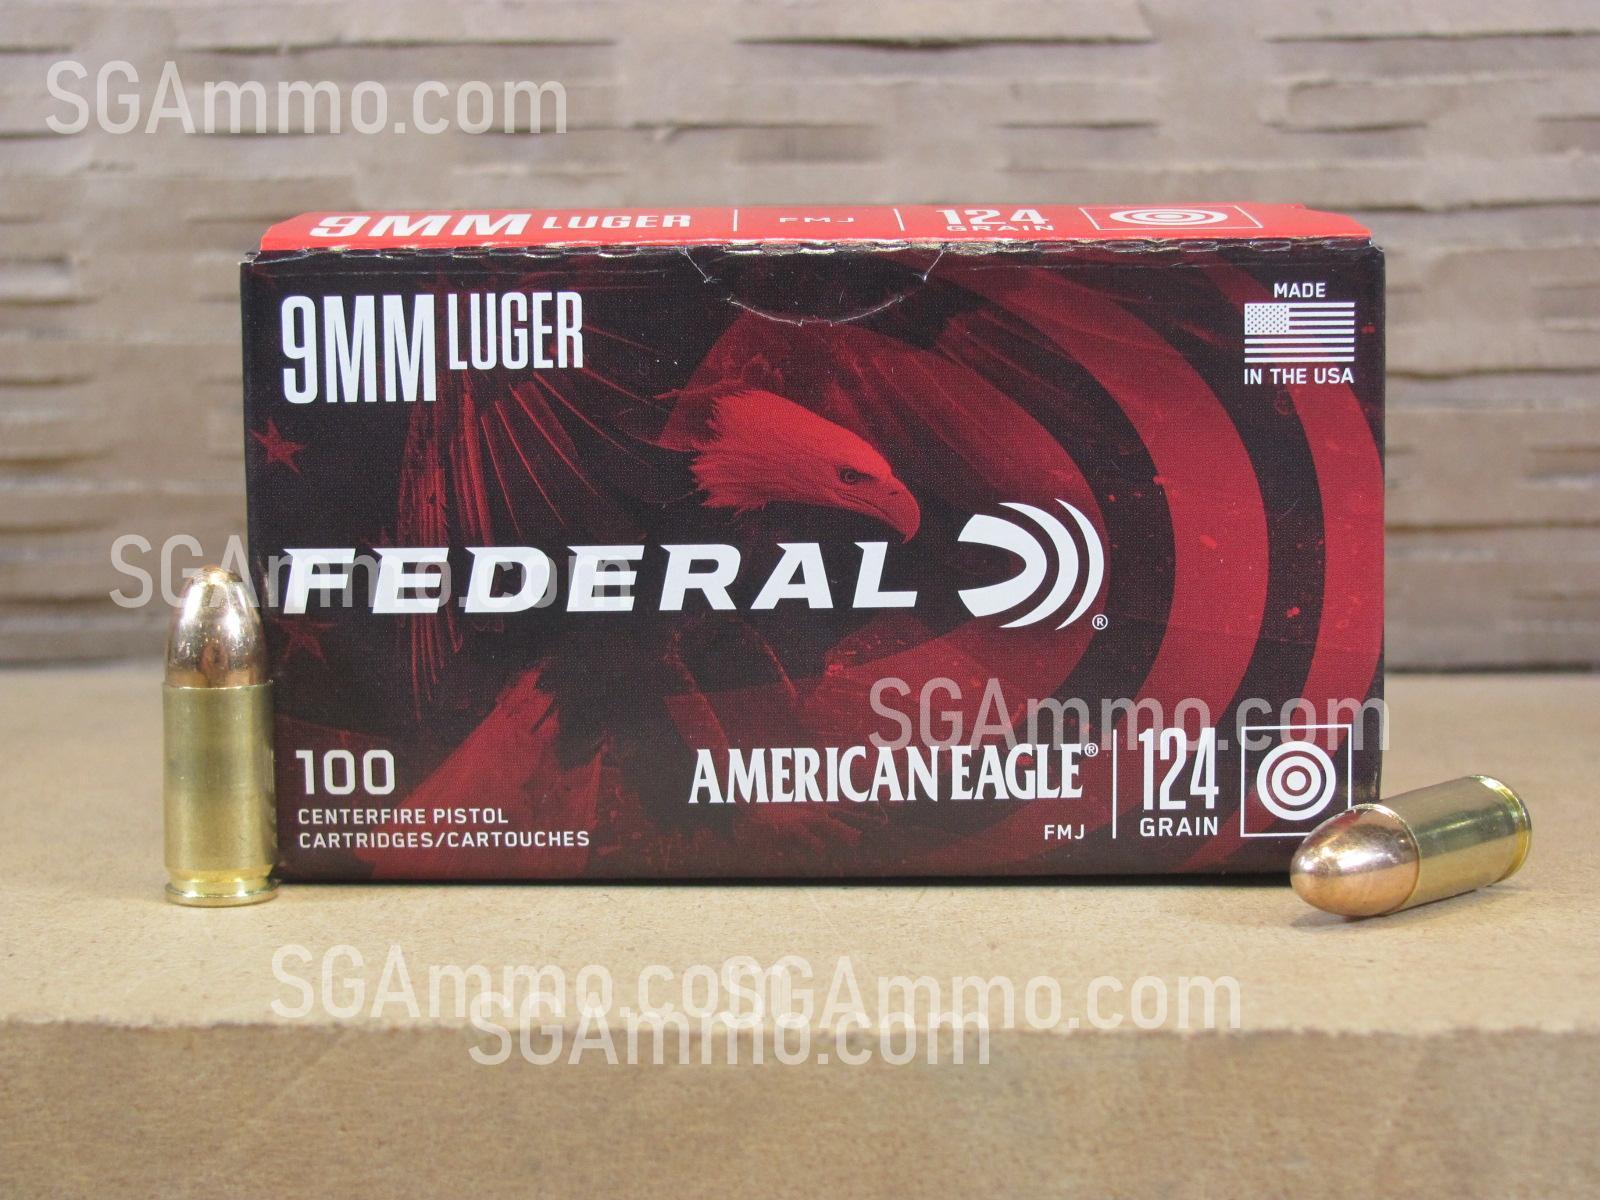 SGAmmo.com
9MM LUGER FMJ 124 GRAIN
9MM LUGER
MADE IN THE USA
SGAmmo.com
FEDERAL
®
SGAmmo.com
100
CENTERFIRE PISTOL
CARTRIDGES/CARTOUCHES
AMERICAN EAGLE®
FMJ
124
GRAIN
SGAmmo.com
SGAmmo.com
SGAmmo.com